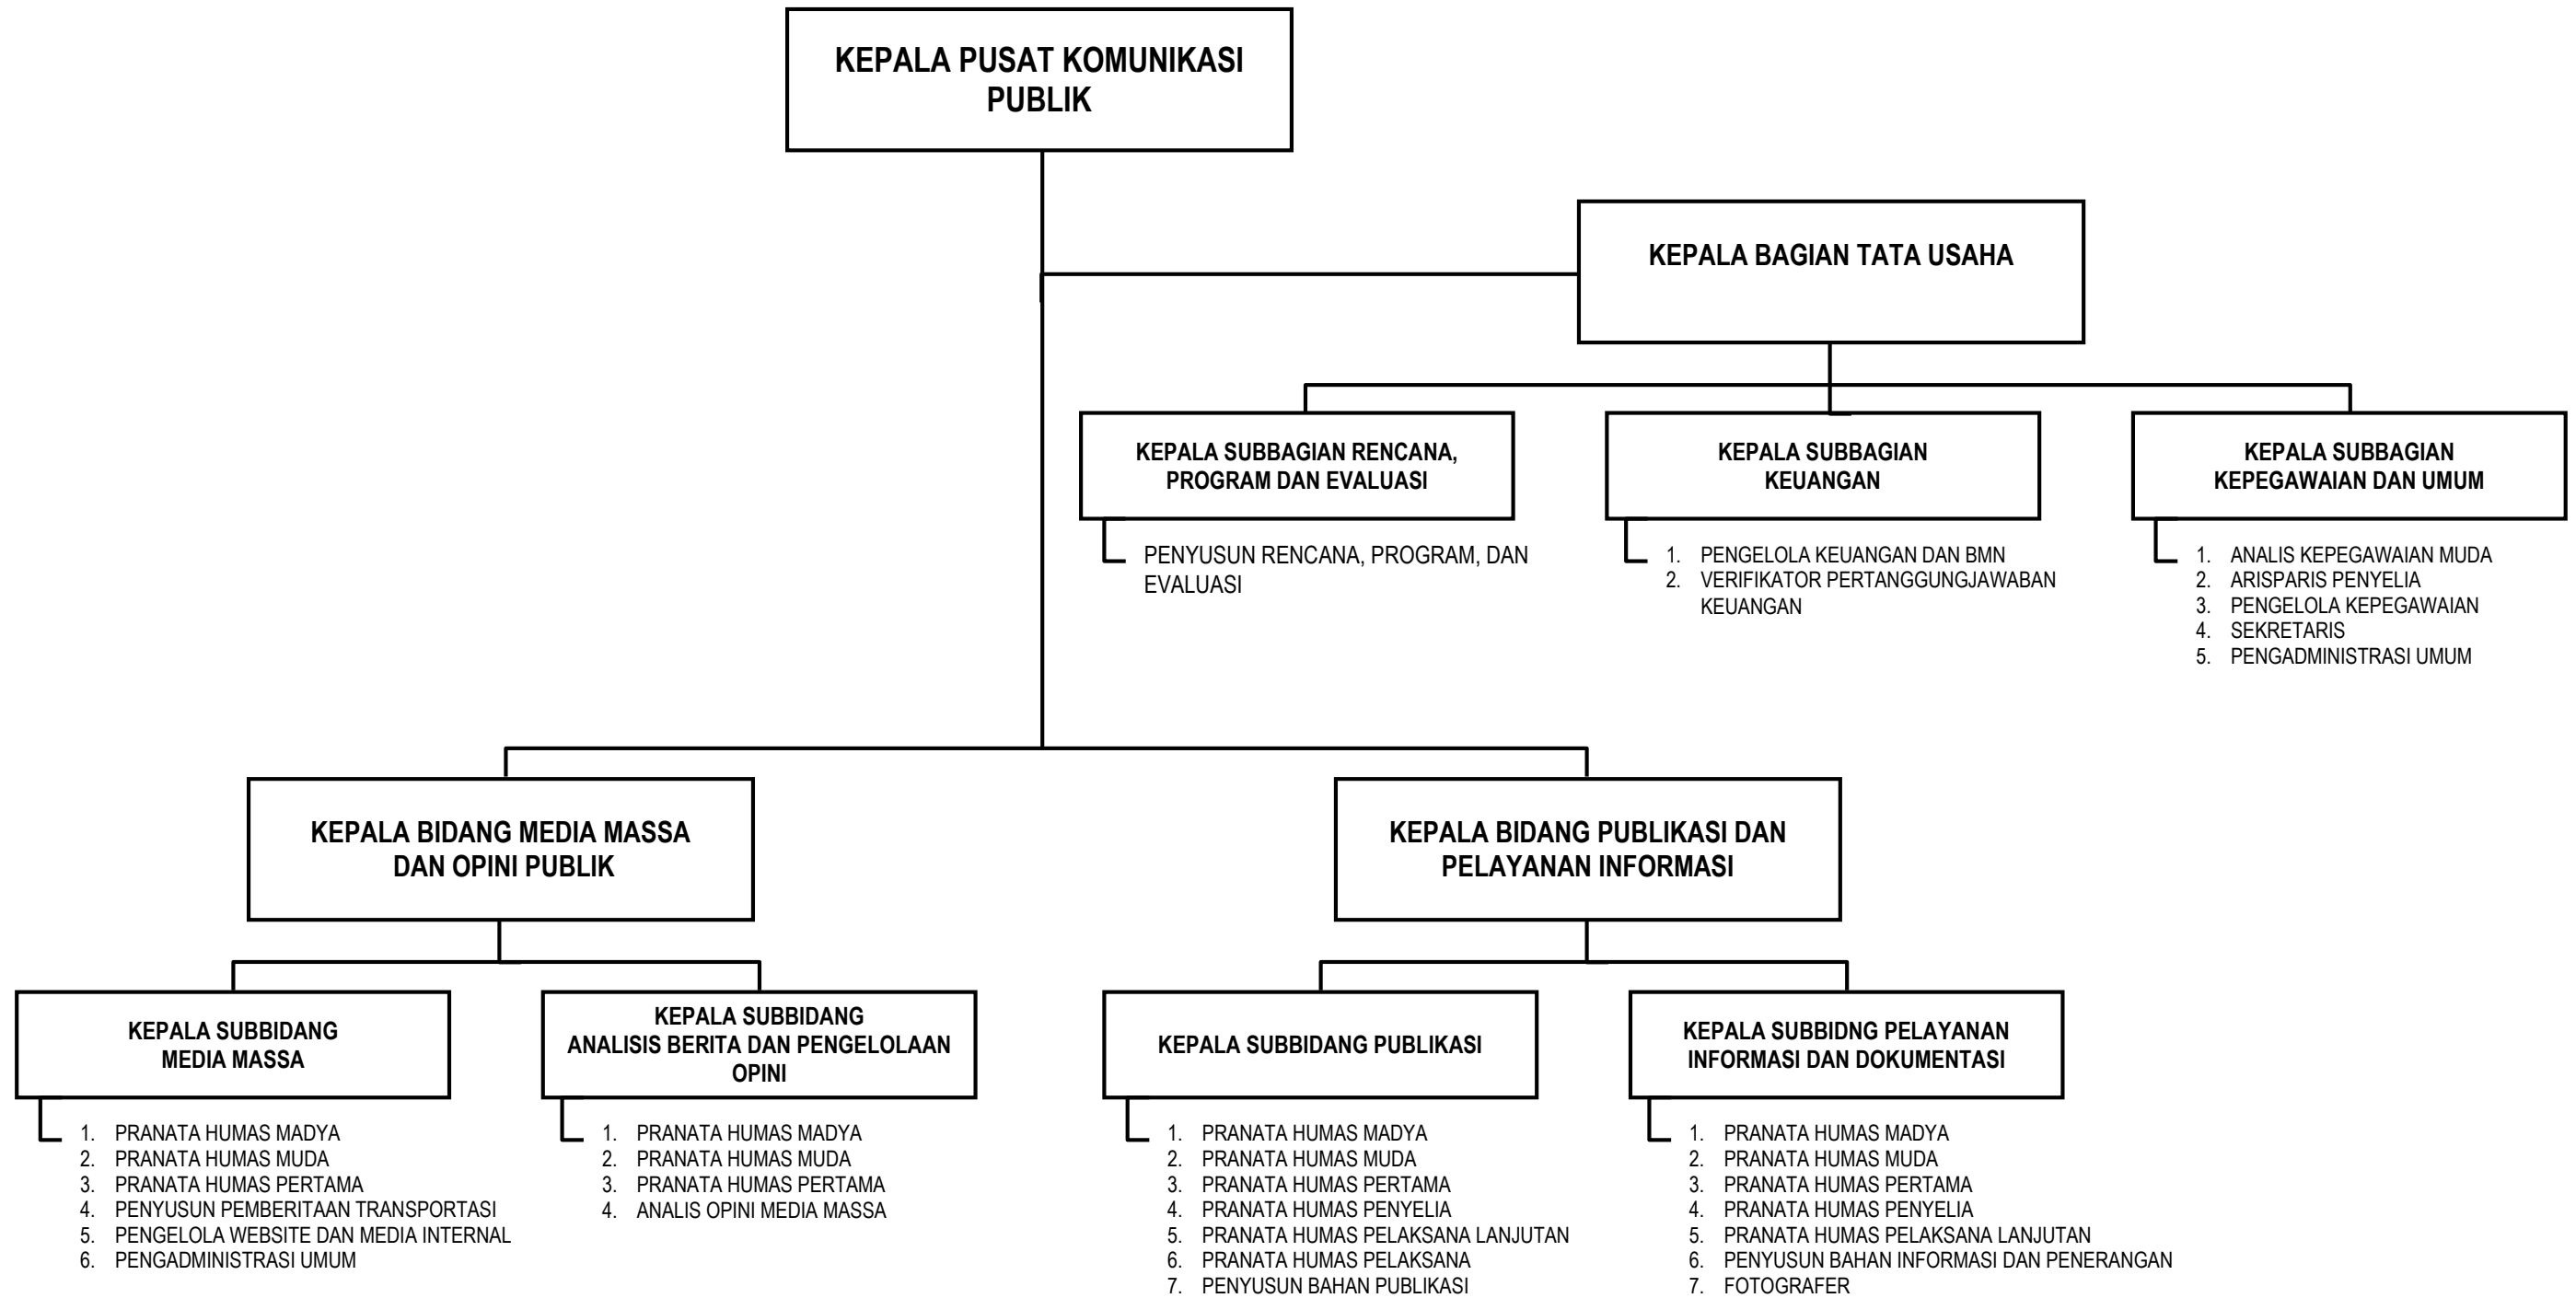 KEPALA PUSAT KOMUNIKASI
PUBLIK
KEPALA BAGIAN TATA USAHA
KEPALA SUBBAGIAN RENCANA,
PROGRAM DAN EVALUASI
PENYUSUN RENCANA, PROGRAM, DAN
EVALUASI
KEPALA SUBBAGIAN
KEUANGAN
1. PENGELOLA KEUANGAN DAN BMN
2. VERIFIKATOR PERTANGGUNGJAWABAN
KEUANGAN
KEPALA SUBBAGIAN
KEPEGAWAIAN DAN UMUM
1. ANALIS KEPEGAWAIAN MUDA
2. ARISPARIS PENYELIA
3. PENGELOLA KEPEGAWAIAN
4. SEKRETARIS
5. PENGADMINISTRASI UMUM
KEPALA BIDANG MEDIA MASSA
DAN OPINI PUBLIK
KEPALA SUBBIDANG
MEDIA MASSA
1. PRANATA HUMAS MADYA
2. PRANATA HUMAS MUDA
3. PRANATA HUMAS PERTAMA
4. PENYUSUN PEMBERITAAN TRANSPORTASI
5. PENGELOLA WEBSITE DAN MEDIA INTERNAL
6. PENGADMINISTRASI UMUM
KEPALA SUBBIDANG
ANALISIS BERITA DAN PENGELOLAAN
OPINI
1. PRANATA HUMAS MADYA
2. PRANATA HUMAS MUDA
3. PRANATA HUMAS PERTAMA
4. ANALIS OPINI MEDIA MASSA
KEPALA BIDANG PUBLIKASI DAN
PELAYANAN INFORMASI
KEPALA SUBBIDANG PUBLIKASI
1. PRANATA HUMAS MADYA
2. PRANATA HUMAS MUDA
3. PRANATA HUMAS PERTAMA
4. PRANATA HUMAS PENYELIA
5. PRANATA HUMAS PELAKSANA LANJUTAN
6. PRANATA HUMAS PELAKSANA
7. PENYUSUN BAHAN PUBLIKASI
KEPALA SUBBIDNG PELAYANAN
INFORMASI DAN DOKUMENTASI
1. PRANATA HUMAS MADYA
2. PRANATA HUMAS MUDA
3. PRANATA HUMAS PERTAMA
4. PRANATA HUMAS PENYELIA
5. PRANATA HUMAS PELAKSANA LANJUTAN
6. PENYUSUN BAHAN INFORMASI DAN PENERANGAN
7. FOTOGRAFER